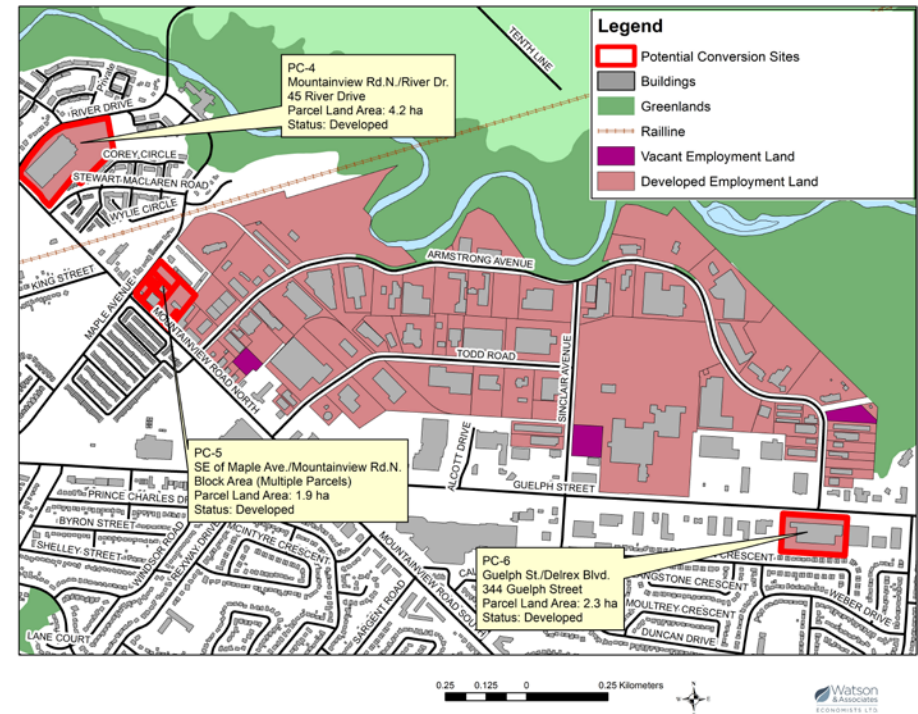 Legend
Potential Conversion Sites
Buildings
Greenlands
Railline
Vacant Employment Land
Developed Employment Land
TENTH LINE
PC-4
Mountainview Rd.N./River Dr.
45 River Drive
Parcel Land Area: 4.2 ha
Status: Developed
Private
RIVER DRIVE
COREY CIRCLE
STEWART MACLAREN ROAD
WYLIE CIRCLE
KING STREET
MAPLE AVENUE
MOUNTAINVIEW ROAD NORTH
ARMSTRONG AVENUE
TODD ROAD
SINCLAIR AVENUE
ALCOTT DRIVE
GUELPH STREET
PC-5
SE of Maple Ave./Mountainview Rd.N.
Block Area (Multiple Parcels)
Parcel Land Area: 1.9 ha
Status: Developed
PRINCE CHARLES DR
BYRON STREET
SHELLEY STREET
WINDSOR ROAD
REXWAY DRIVE
MCINTYRE CRESCENT
SARGENT ROAD
MOUNTAINVIEW ROAD SOUTH
LANE COURT
PC-6
Guelph St./Delrex Blvd.
344 Guelph Street
Parcel Land Area: 2.3 ha
Status: Developed
CRESCENT
NGSTONE CRESCENT
MOULTREY CRESCENT
WEBER DRIVE
DUNCAN DRIVE
0.25 0.125 0 0.25 Kilometers
Watson
& Associates
ECONOMISTS LTD.